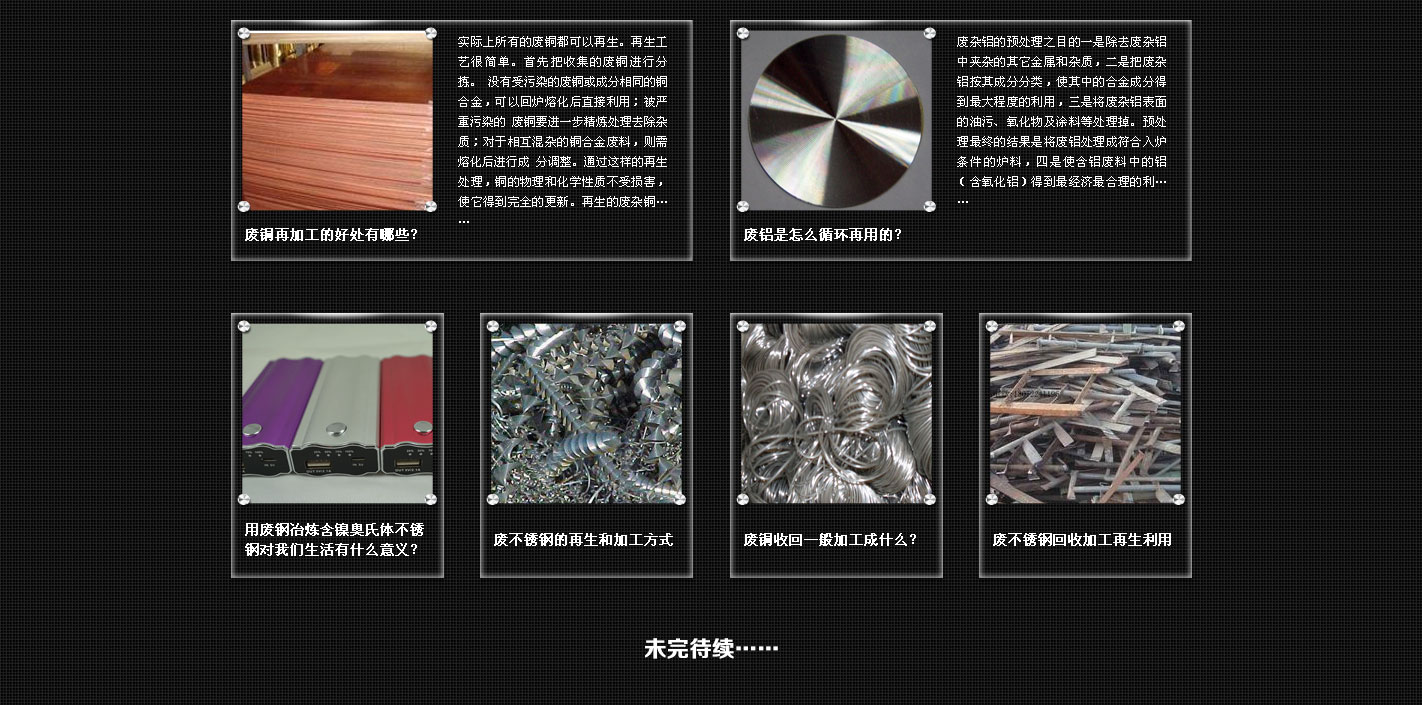 实际上所有的废铜都可以再生。再生工
艺很简单。首先把收集的废铜进行分
拣。 没有受污染的废铜或成分相同的铜
合金，可以回炉熔化后直接利用；被严
重污染的 废铜要进一步精炼处理去除杂
质；对于相互混杂的铜合金废料，则需
熔化后进行成 分调整。通过这样的再生
处理，铜的物理和化学性质不受损害，
使它得到完全的更新。再生的废杂铜…
…
废铜再加工的好处有哪些?
废杂铝的预处理之目的一是除去废杂铝
中夹杂的其它金属和杂质，二是把废杂
铝按其成分分类，使其中的合金成分得
到最大程度的利用，三是将废杂铝表面
的油污、氧化物及涂料等处理掉。预处
理最终的结果是将废铝处理成符合入炉
条件的炉料，四是使含铝废料中的铝
（含氧化铝）得到最经济最合理的利…
…
废铝是怎么循环再用的?
用废钢冶炼含镍奥氏体不锈
钢对我们生活有什么意义?
废不锈钢的再生和加工方式
废铜收回一般加工成什么?
废不锈钢回收加工再生利用
未完待续……